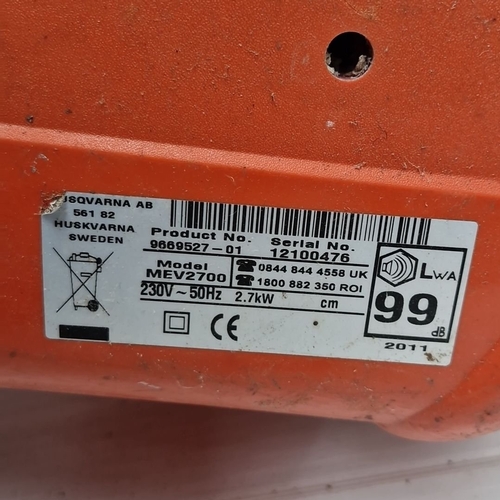 SQVARNA AB
561 82
HUSKVARNA
SWEDEN
Product No.
9669527-01
Serial No.
12100476
Model
MEV2700
0844 844 4558 UK
1800 882 350 ROI
230V~50Hz 2.7kW cm
CE
LWA
99
dB
2011